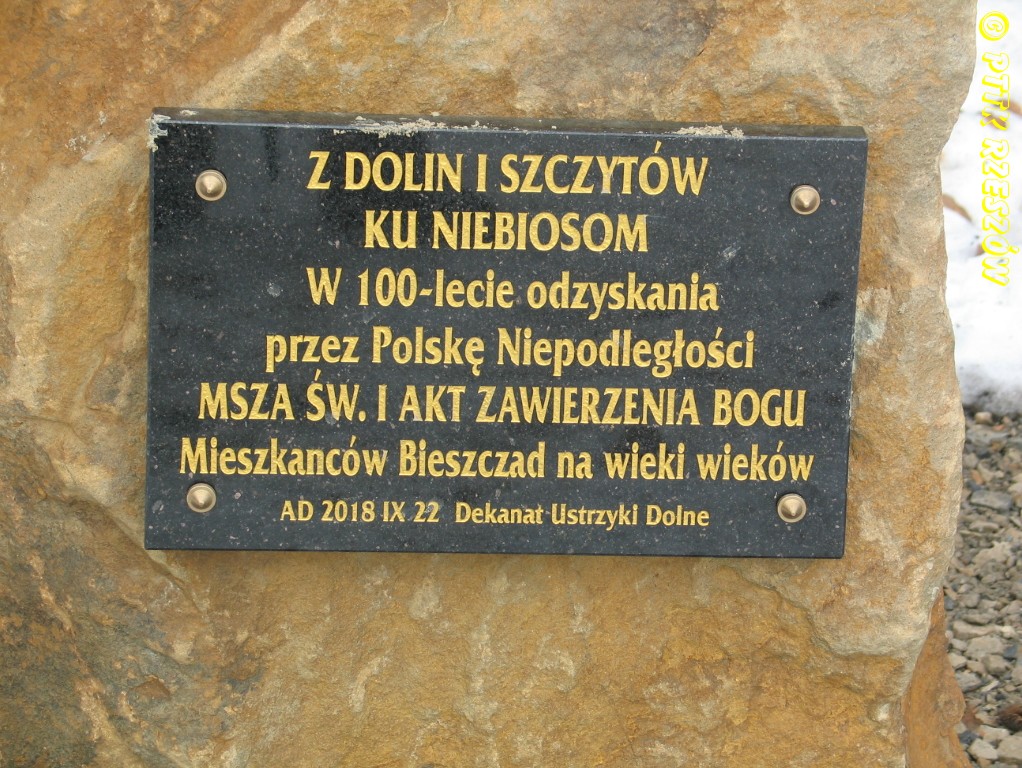 Z DOLIN I SZCZYTÓW
KU NIEBIOSOM
W 100-lecie odzyskania
przez Polskę Niepodległości
MSZA ŚW. I AKT ZAWIERZENIA BOGU
Mieszkanców Bieszczad na wieki wieków
AD 2018 IX 22 Dekanat Ustrzyki Dolne
© PTTK RZESZÓW